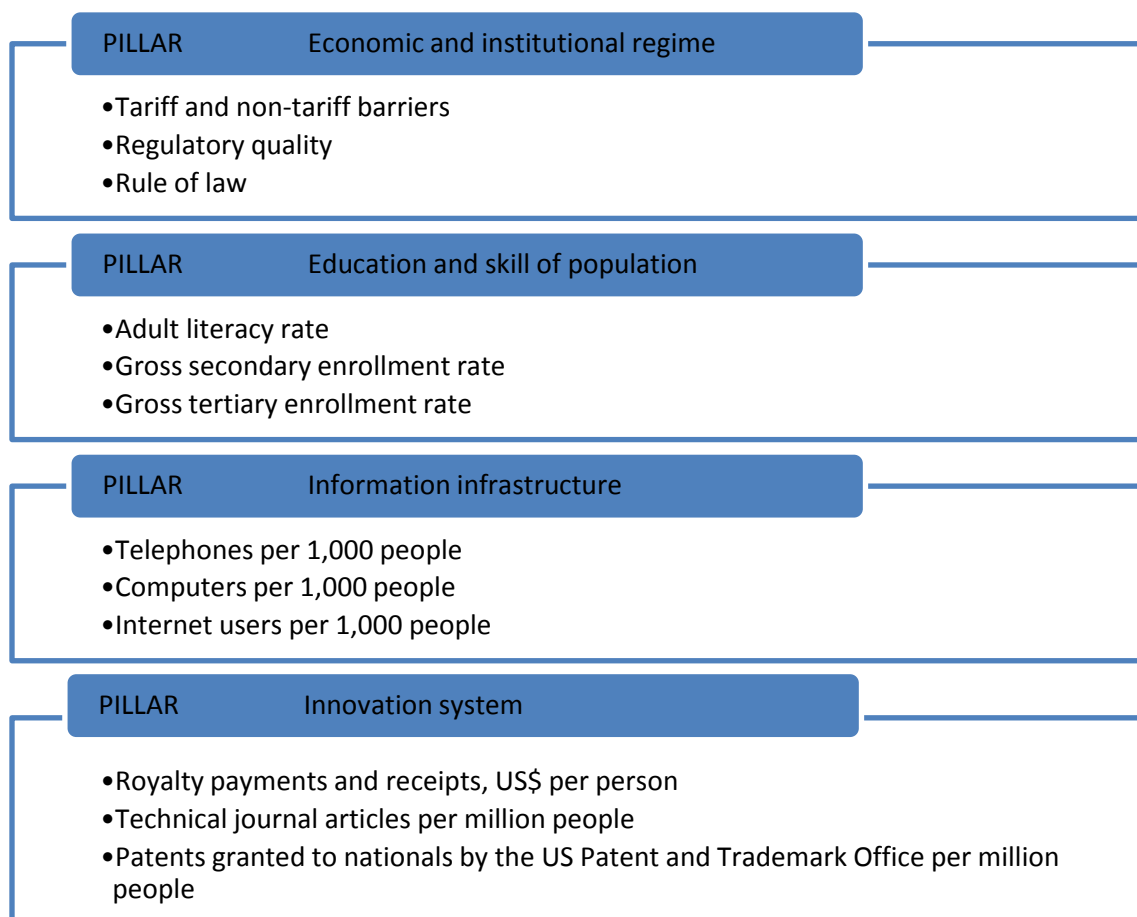 PILLAR Economic and institutional regime
•Tariff and non-tariff barriers
•Regulatory quality
•Rule of law
PILLAR Education and skill of population
•Adult literacy rate
•Gross secondary enrollment rate
•Gross tertiary enrollment rate
PILLAR Information infrastructure
•Telephones per 1,000 people
•Computers per 1,000 people
•Internet users per 1,000 people
PILLAR Innovation system
•Royalty payments and receipts, US$ per person
•Technical journal articles per million people
•Patents granted to nationals by the US Patent and Trademark Office per million
people